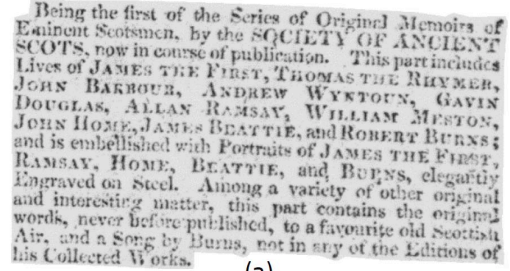 Being the first of the Series of Original Memoirs of
Eminent Scotsmen, by the SOCIETY OF ANCIENT
SCOTS, now in course of publication. This part includes
Lives of JAMES THE FIRST, THOMAS THE RHYMER,
JOHN BARBOUR, ANDREW WYNTOUN, GAVIN
DOUGLAS, ALLAN RAMSAY, WILLIAM MESTON,
JOHN HOME, JAMES BEATTIE, and ROBERT BURNS;
and is embellished with Portraits of JAMES THE FIRST,
RAMSAY, HOME, BEATTIE, and BURNS, elegantly
Engraved on Steel. Among a variety of other original
and interesting matter, this part contains the original
words, never before published, to a favourite old Scottish
Air, and a Song by Burns, not in any of the Editions of
his Collected Works.
(a)